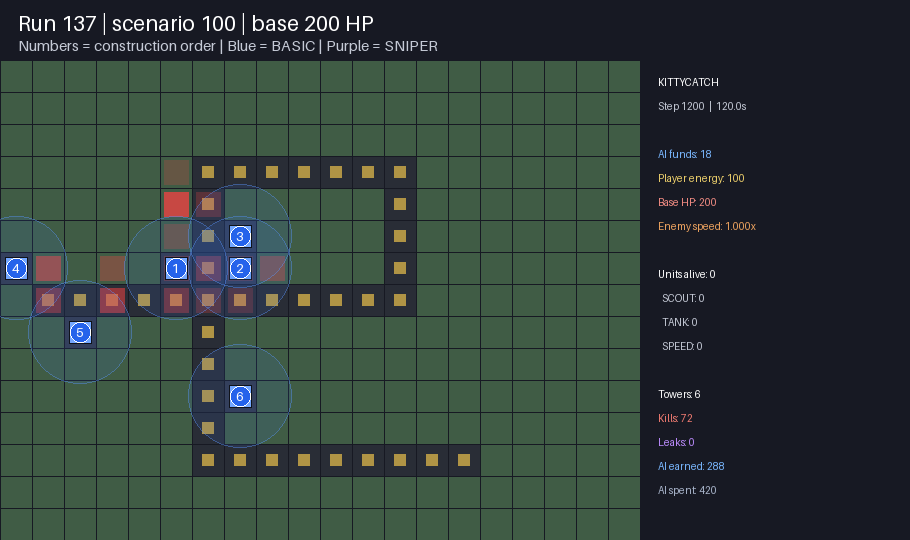 Run 137 | scenario 100 | base 200 HP
Numbers = construction order | Blue = BASIC | Purple = SNIPER
KITTYCATCH
Step 1200 | 120.0s
AI funds: 18
Player energy: 100
Base HP: 200
Enemy speed: 1.000x
Units alive: 0
SCOUT: 0
TANK: 0
SPEED: 0
Towers: 6
Kills: 72
Leaks: 0
AI earned: 288
AI spent: 420
3
4
1
2
5
6